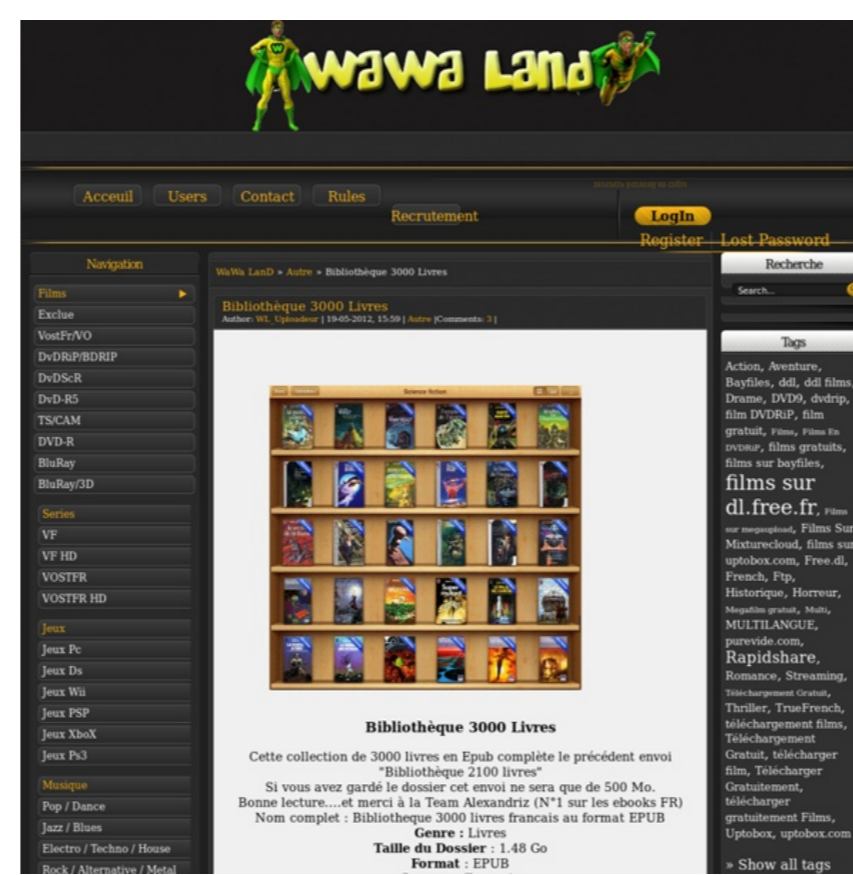 WaWa Land
Acceuil
Users
Contact
Rules
Recrutement
LogIn
Register
Lost Password
Navigation
Films
Exclue
VostFr/VO
DvDRiP/BDRIP
DvDScR
DvD-R5
TS/CAM
DVD-R
BluRay
BluRay/3D
Series
VF
VF HD
VOSTFR
VOSTFR HD
Jeux
Jeux Pc
Jeux Ds
Jeux Wii
Jeux PSP
Jeux XboX
Jeux Ps3
Musique
Pop / Dance
Jazz / Blues
Electro / Techno / House
Rock / Alternative / Metal
WaWa LanD » Autre » Bibliothèque 3000 Livres
Bibliothèque 3000 Livres
Author: WL_Uploadeur | 19-05-2012, 15:59 | Autre |Comments: 3 |
Science fiction
Bibliothèque 3000 Livres
Cette collection de 3000 livres en Epub complète le précédent envoi
"Bibliothèque 2100 livres"
Si vous avez gardé le dossier cet envoi ne sera que de 500 Mo.
Bonne lecture....et merci à la Team Alexandriz (N°1 sur les ebooks FR)
Nom complet : Bibliotheque 3000 livres francais au format EPUB
Genre : Livres
Taille du Dossier : 1.48 Go
Format : EPUB
Recherche
Search...
Tags
Action, Aventure,
Bayfiles, ddl, ddl films,
Drame, DVD9, dvdrip,
film DVDRiP, film
gratuit, Films, Films En
DVDRiP, films gratuits,
films sur bayfiles,
films sur
dl.free.fr, Films
sur megaupload, Films Sur
Mixturecloud, films sur
uptobox.com, Free.dl,
French, Ftp,
Historique, Horreur,
Megafilm gratuit, Multi,
MULTILANGUE,
purevide.com,
Rapidshare,
Romance, Streaming,
Téléchargement Gratuit,
Thriller, TrueFrench,
téléchargement films,
Téléchargement
Gratuit, télécharger
film, Télécharger
Gratuitement,
télécharger
gratuitement Films,
Uptobox, uptobox.com
» Show all tags